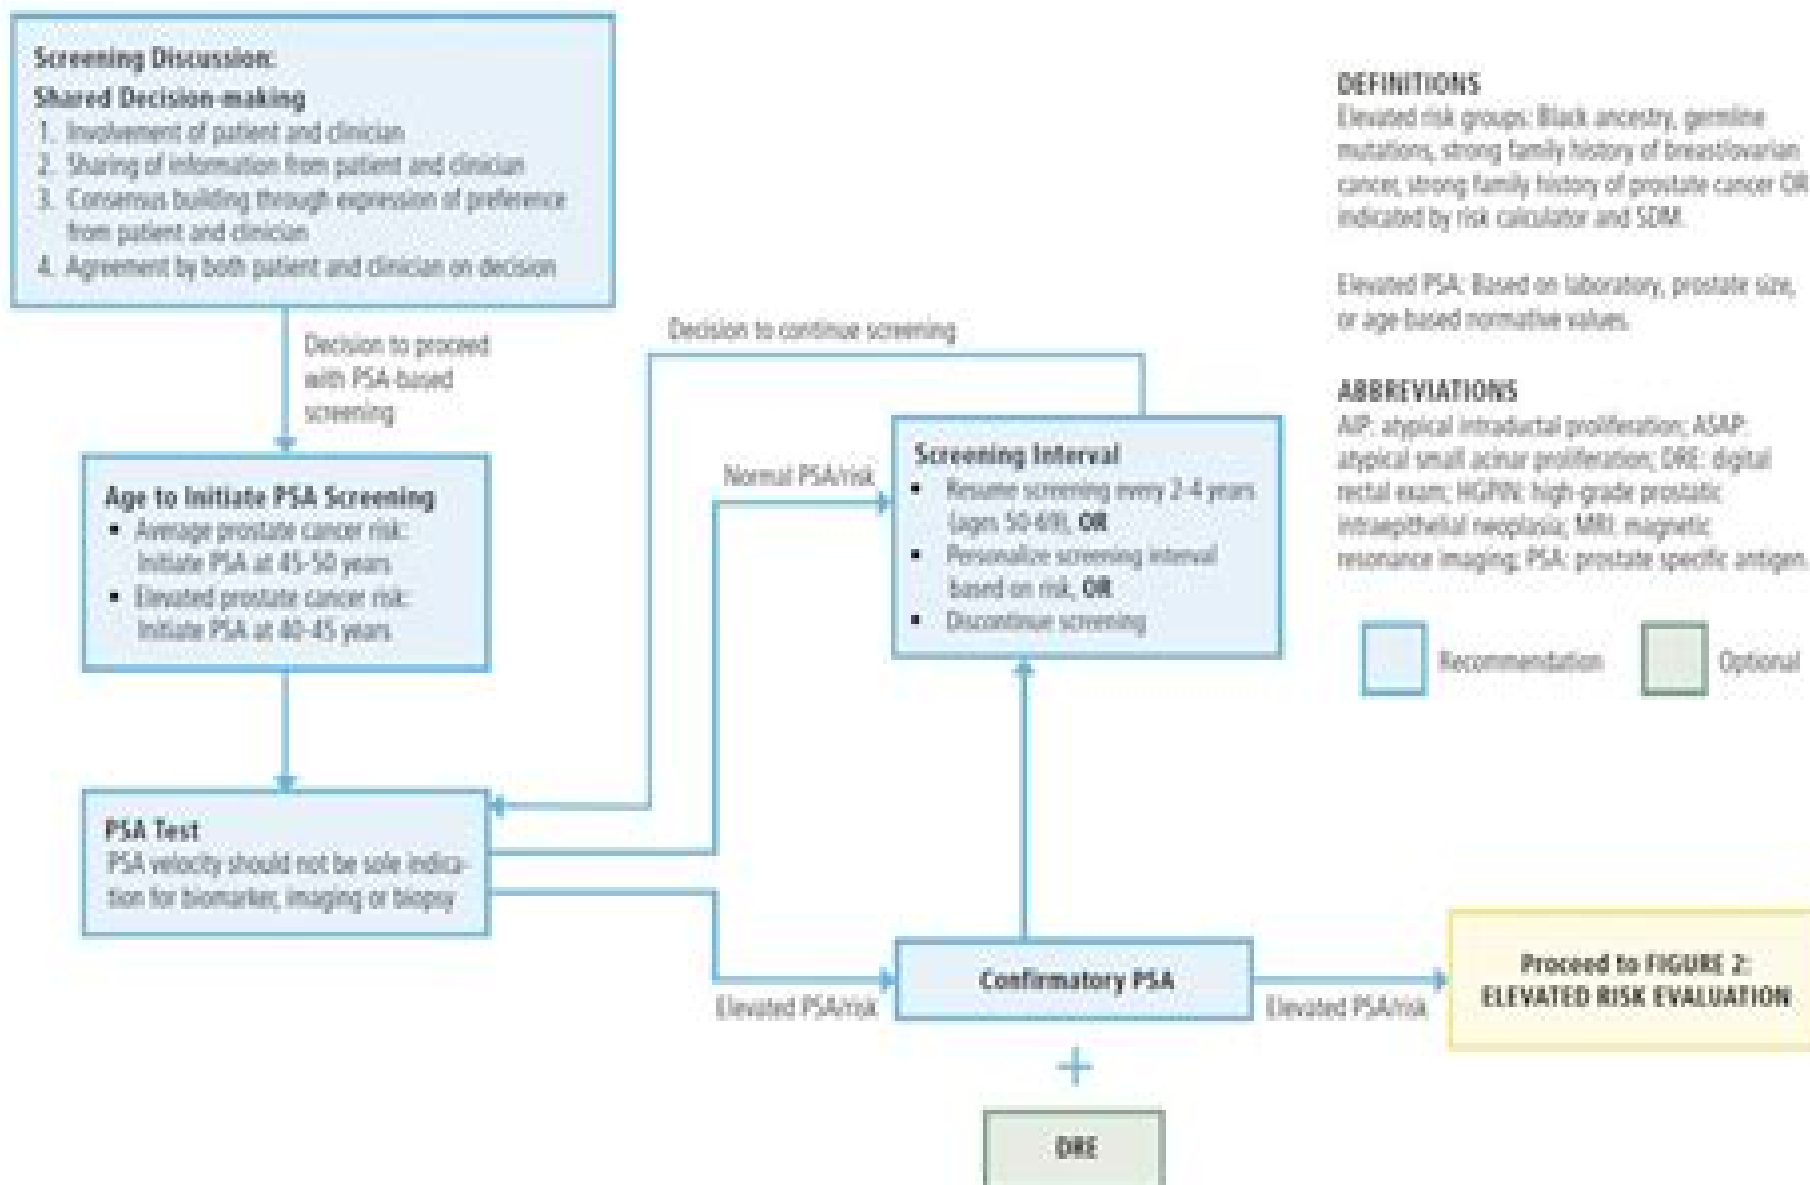 Screening Discussion:
Shared Decision-making
1. Involvement of patient and clinician
2. Sharing of information from patient and clinician
3. Consensus building through expression of preference
from patient and clinician
4. Agreement by both patient and clinician on decision
Decision to proceed
with PSA-based
screening
Age to Initiate PSA Screening
▪ Average prostate cancer risk:
Initiate PSA at 45-50 years
▪ Elevated prostate cancer risk:
Initiate PSA at 40-45 years
PSA Test
PSA velocity should not be sole indica-
tion for biomarker, imaging or biopsy
Decision to continue screening
Normal PSA/risk
Screening Interval
▪ Resume screening every 2-4 years
(ages 50-69), OR
▪ Personalize screening interval
based on risk, OR
▪ Discontinue screening
Elevated PSA/risk
Confirmatory PSA
+
DRE
Elevated PSA/risk
Proceed to FIGURE 2:
ELEVATED RISK EVALUATION
DEFINITIONS
Elevated risk groups: Black ancestry, germline
mutations, strong family history of breast/ovarian
cancer, strong family history of prostate cancer OR
indicated by risk calculator and SDM.
Elevated PSA: Based on laboratory, prostate size,
or age-based normative values.
ABBREVIATIONS
AIP: atypical intraductal proliferation; ASAP:
atypical small acinar proliferation; DRE: digital
rectal exam; HGPIN: high-grade prostatic
intraepithelial neoplasia; MRI: magnetic
resonance imaging; PSA: prostate specific antigen.
Recommendation
Optional